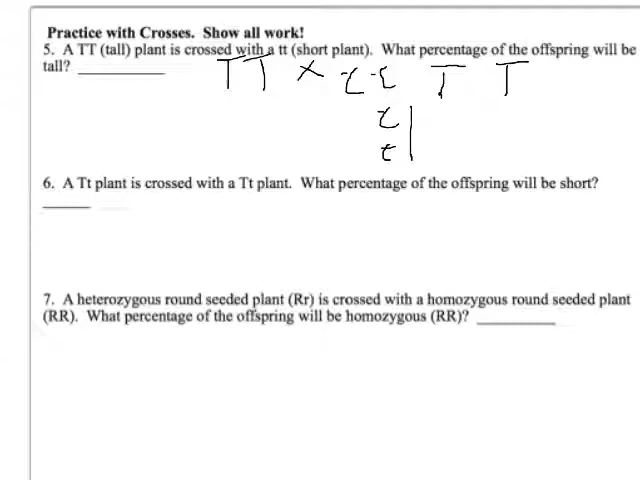 Practice with Crosses. Show all work!
5. A TT (tall) plant is crossed with a tt (short plant). What percentage of the offspring will be
tall? ____________
TT x tt T T
t
t
6. A Tt plant is crossed with a Tt plant. What percentage of the offspring will be short?
______
7. A heterozygous round seeded plant (Rr) is crossed with a homozygous round seeded plant
(RR). What percentage of the offspring will be homozygous (RR)? __________